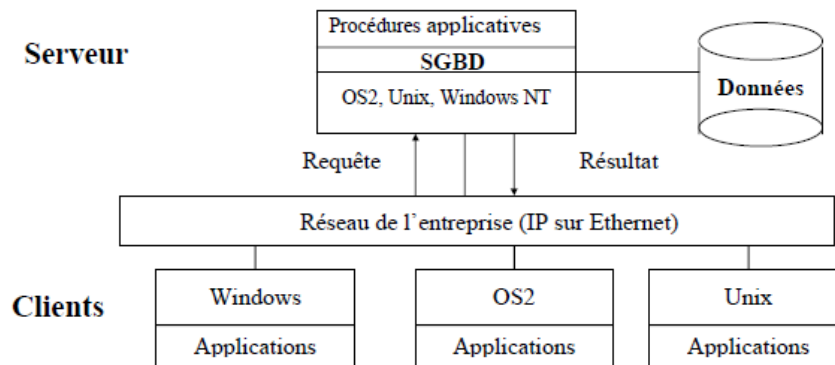 Procédures applicatives
Serveur
SGBD
Données
OS2, Unix, Windows NT
Requête
Résultat
Réseau de l'entreprise (IP sur Ethernet)
Clients
Windows
OS2
Unix
Applications
Applications
Applications